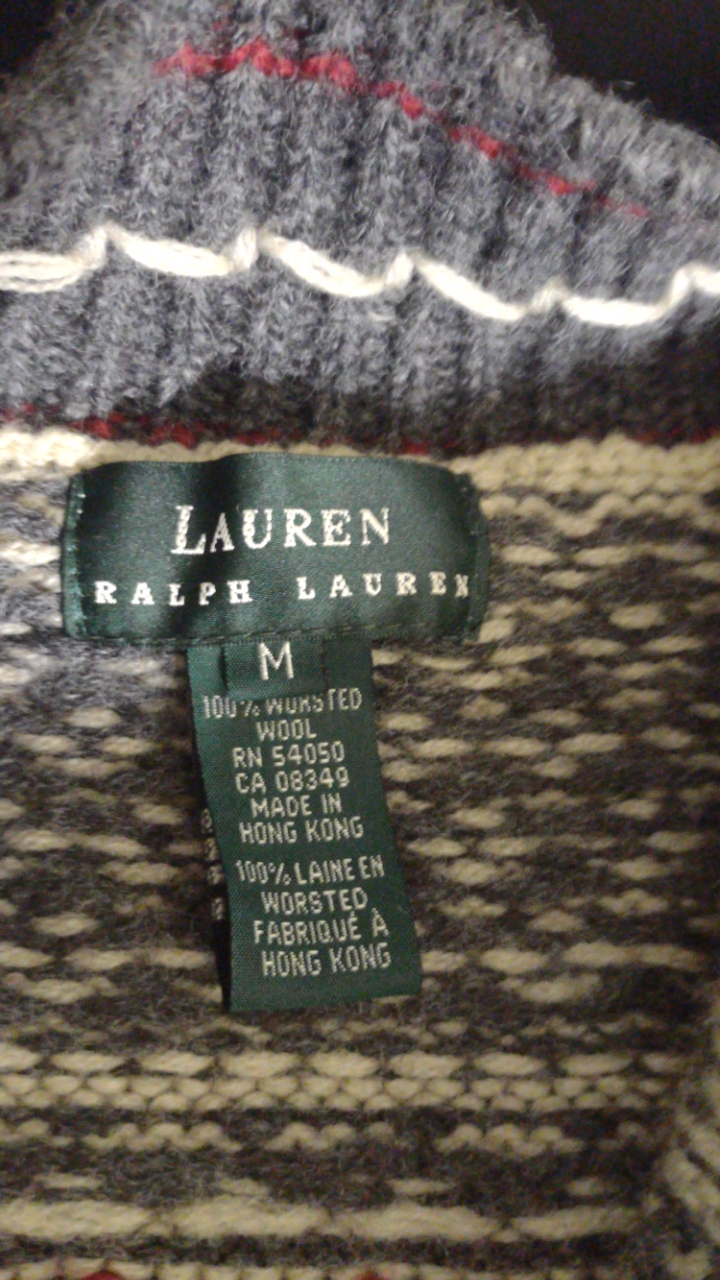 LAUREN
RALPH LAUREN
M
100% WORSTED
WOOL
RN 54050
CA 08349
MADE IN
HONG KONG
100% LAINE EN
WORSTED
FABRIQUÉ À
HONG KONG